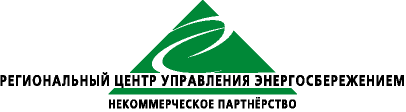 РЕГИОНАЛЬНЫЙ ЦЕНТР УПРАВЛЕНИЯ ЭНЕРГОСБЕРЕЖЕНИЕМ
НЕКОММЕРЧЕСКОЕ ПАРТНЁРСТВО